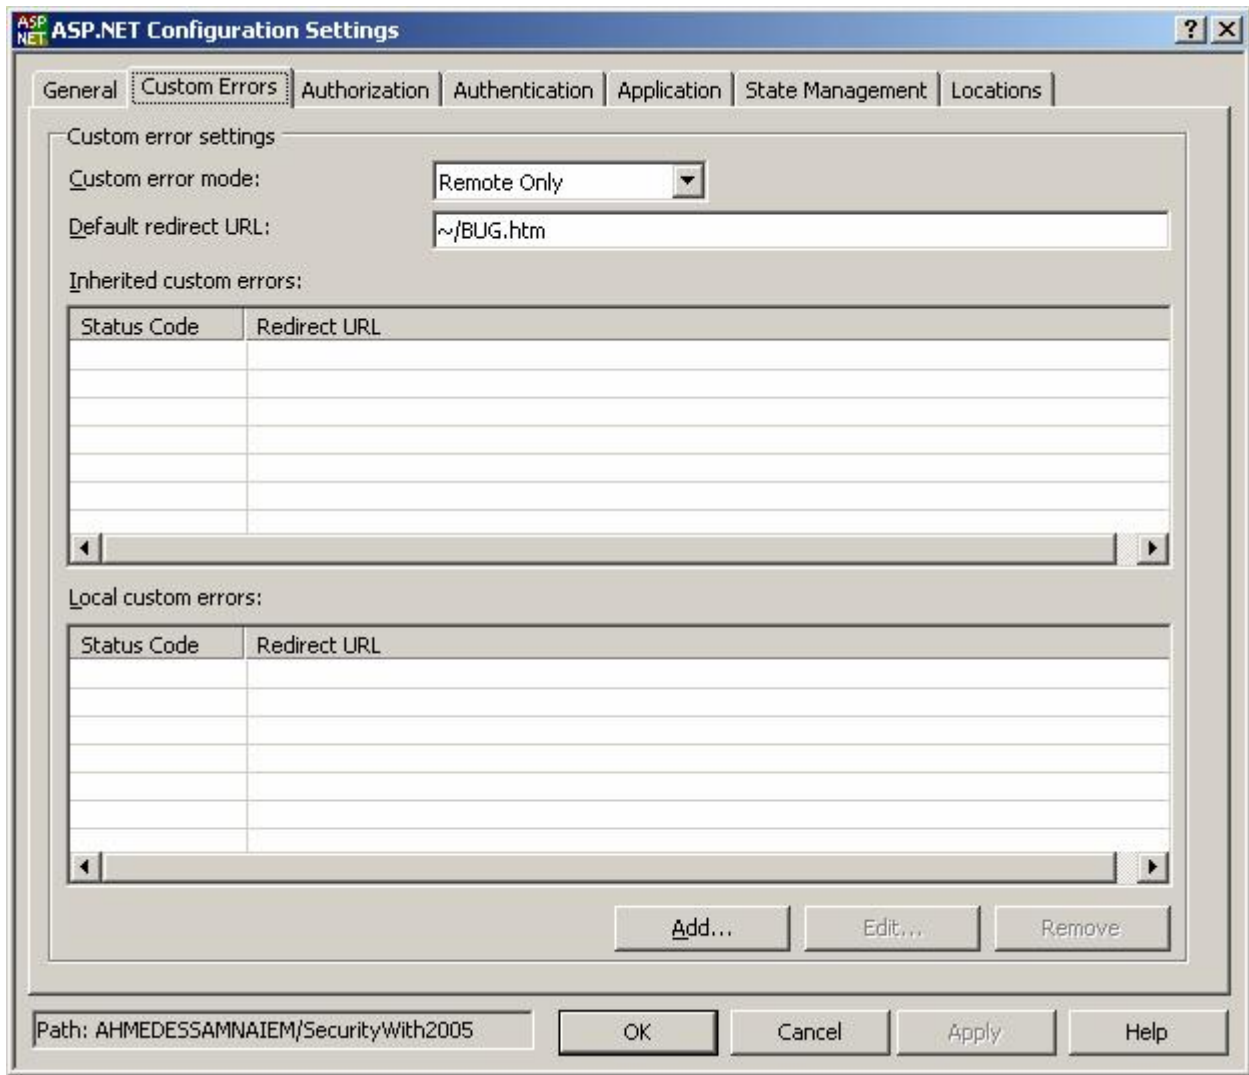 ASP
NET
ASP.NET Configuration Settings
General Custom Errors Authorization Authentication Application State Management Locations
Custom error settings
Custom error mode: Remote Only
Default redirect URL: ~/BUG.htm
Inherited custom errors:
Status Code Redirect URL
Local custom errors:
Status Code Redirect URL
Add... Edit... Remove
Path: AHMEDESSAMNAIEM/SecurityWith2005 OK Cancel Apply Help